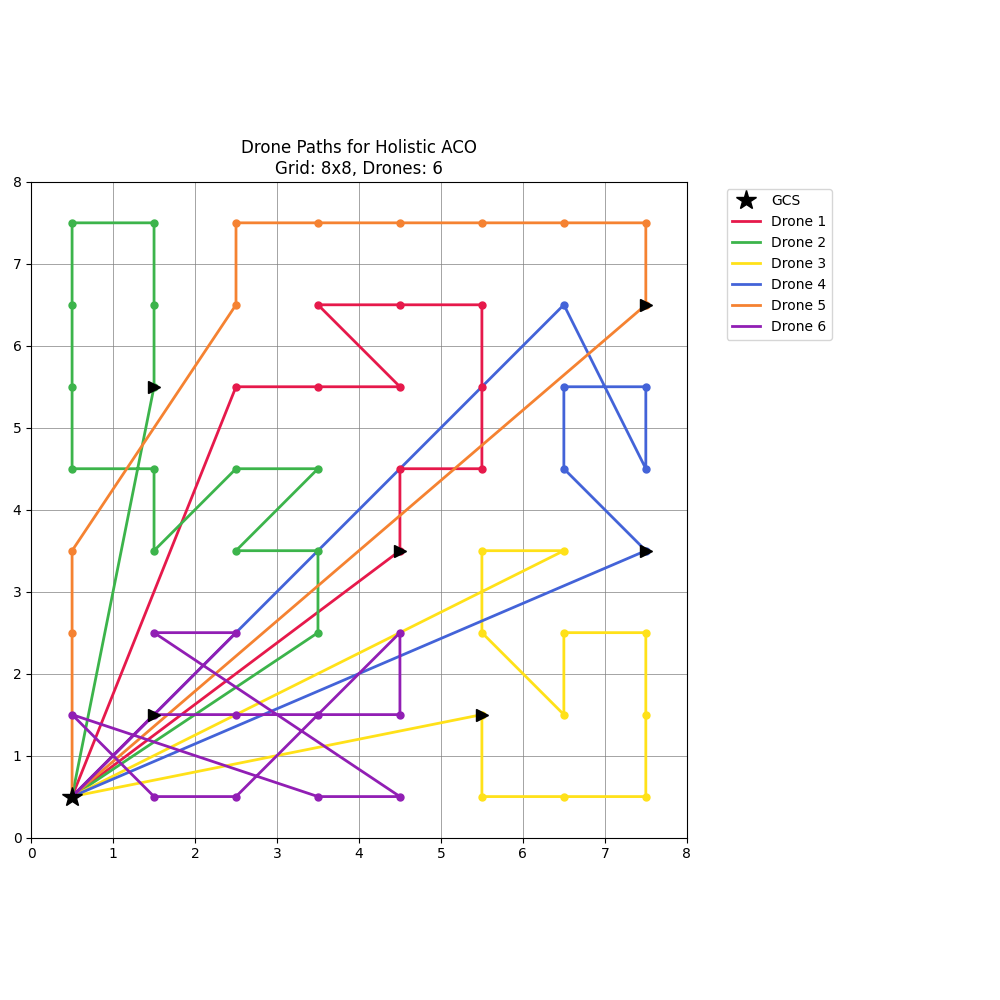 Drone Paths for Holistic ACO
Grid: 8x8, Drones: 6
GCS
Drone 1
Drone 2
Drone 3
Drone 4
Drone 5
Drone 6
8
7
6
5
4
3
2
1
0
0 1 2 3 4 5 6 7 8